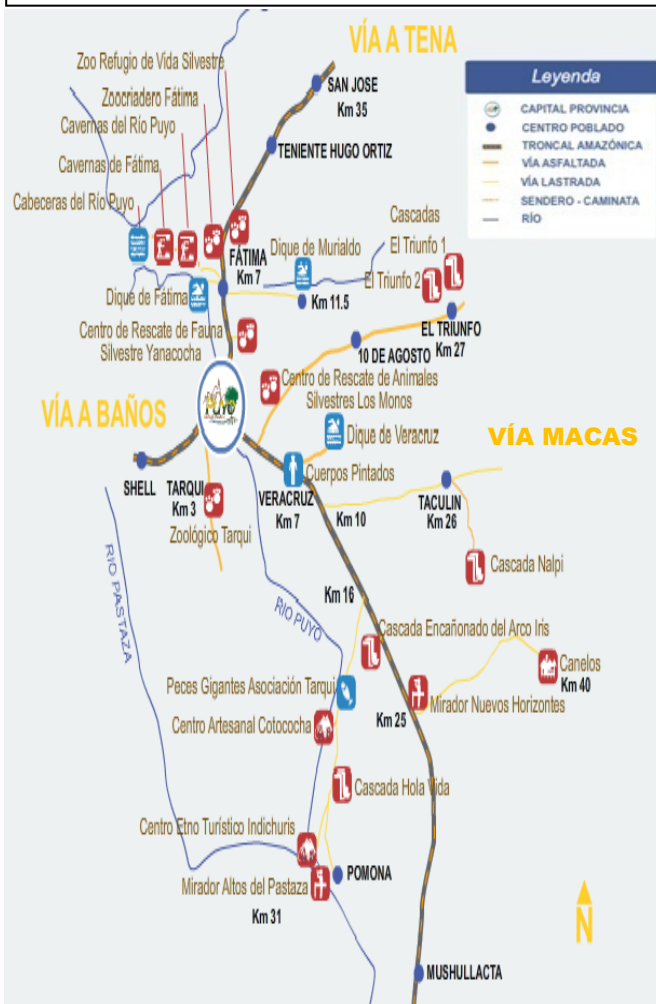 VÍA A TENA
Zoo Refugio de Vida Silvestre
Zoocriadero Fátima
Cavernas del Río Puyo
Cavernas de Fátima
Cabeceras del Río Puyo
SAN JOSE
Km 35
TENIENTE HUGO ORTIZ
Leyenda
CAPITAL PROVINCIA
CENTRO POBLADO
TRONCAL AMAZÓNICA
VÍA ASFALTADA
VÍA LASTRADA
SENDERO - CAMINATA
RÍO
Cascadas
El Triunfo 1
El Triunfo 2
FÁTIMA
Km 7
Dique de Murialdo
Km 11.5
Dique de Fátima
EL TRIUNFO
Km 27
10 DE AGOSTO
Centro de Rescate de Fauna
Silvestre Yanacocha
Centro de Rescate de Animales
Silvestres Los Monos
PUYO
VÍA A BAÑOS
Dique de Veracruz
VÍA MACAS
Cuerpos Pintados
SHELL
TARQUI
Km 3
Zoológico Tarqui
VERACRUZ
Km 7
Km 10
TACULIN
Km 26
Cascada Nalpi
RIO PASTAZA
RIO PUYO
Km 16
Cascada Encañonado del Arco Iris
Canelos
Km 40
Peces Gigantes Asociación Tarqui
Km 25
Mirador Nuevos Horizontes
Centro Artesanal Cotococha
Cascada Hola Vida
Centro Etno Turístico Indichuris
POMONA
Mirador Altos del Pastaza
Km 31
N
MUSHULLACTA